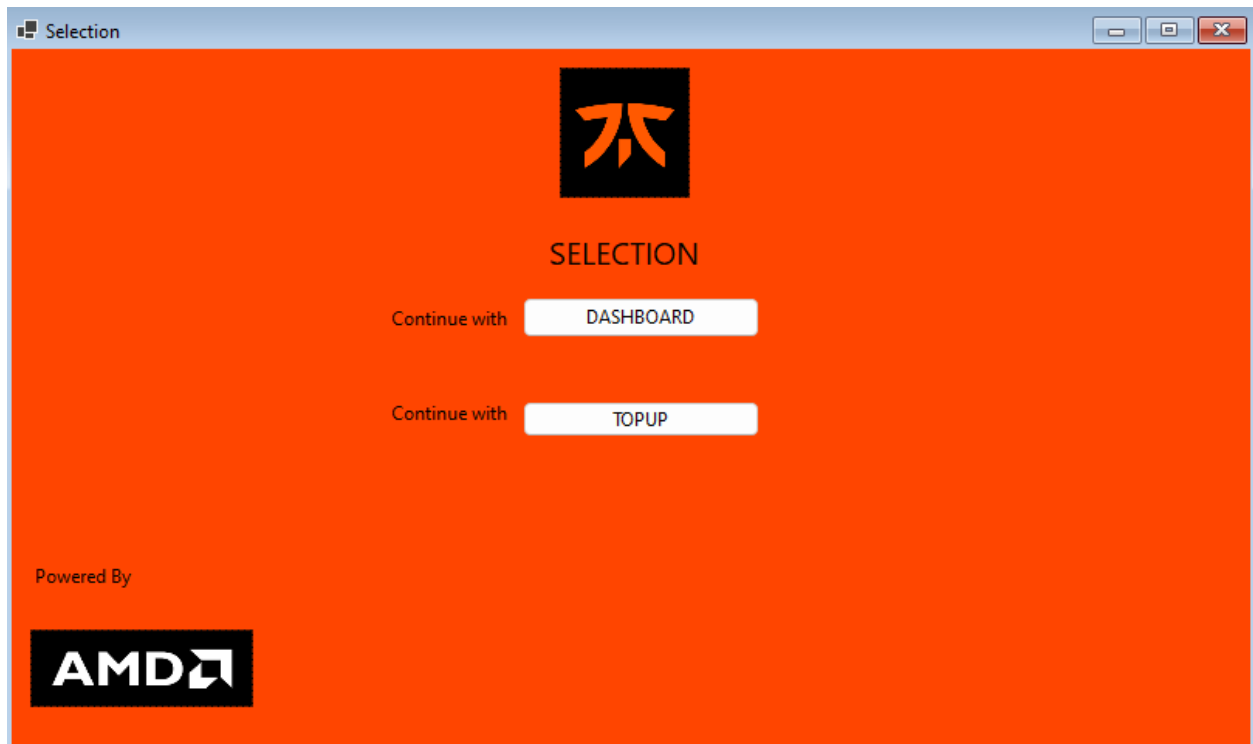 Selection
SELECTION
Continue with DASHBOARD
Continue with TOPUP
Powered By
AMD